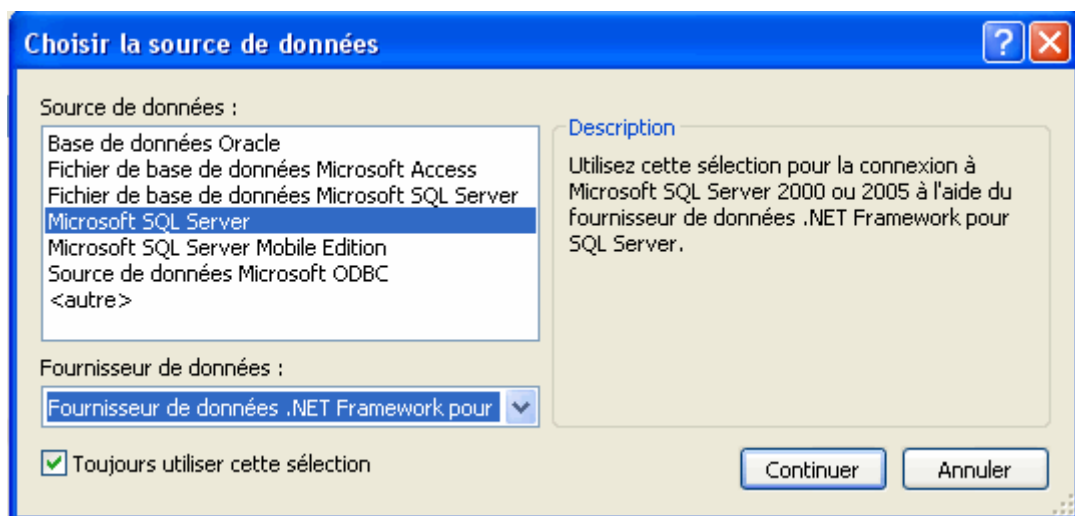 Choisir la source de données
Source de données :
Base de données Oracle
Fichier de base de données Microsoft Access
Fichier de base de données Microsoft SQL Server
Microsoft SQL Server
Microsoft SQL Server Mobile Edition
Source de données Microsoft ODBC
<autre>
Fournisseur de données :
Fournisseur de données .NET Framework pour
Toujours utiliser cette sélection
Description
Utilisez cette sélection pour la connexion à
Microsoft SQL Server 2000 ou 2005 à l'aide du
fournisseur de données .NET Framework pour
SQL Server.
Continuer
Annuler